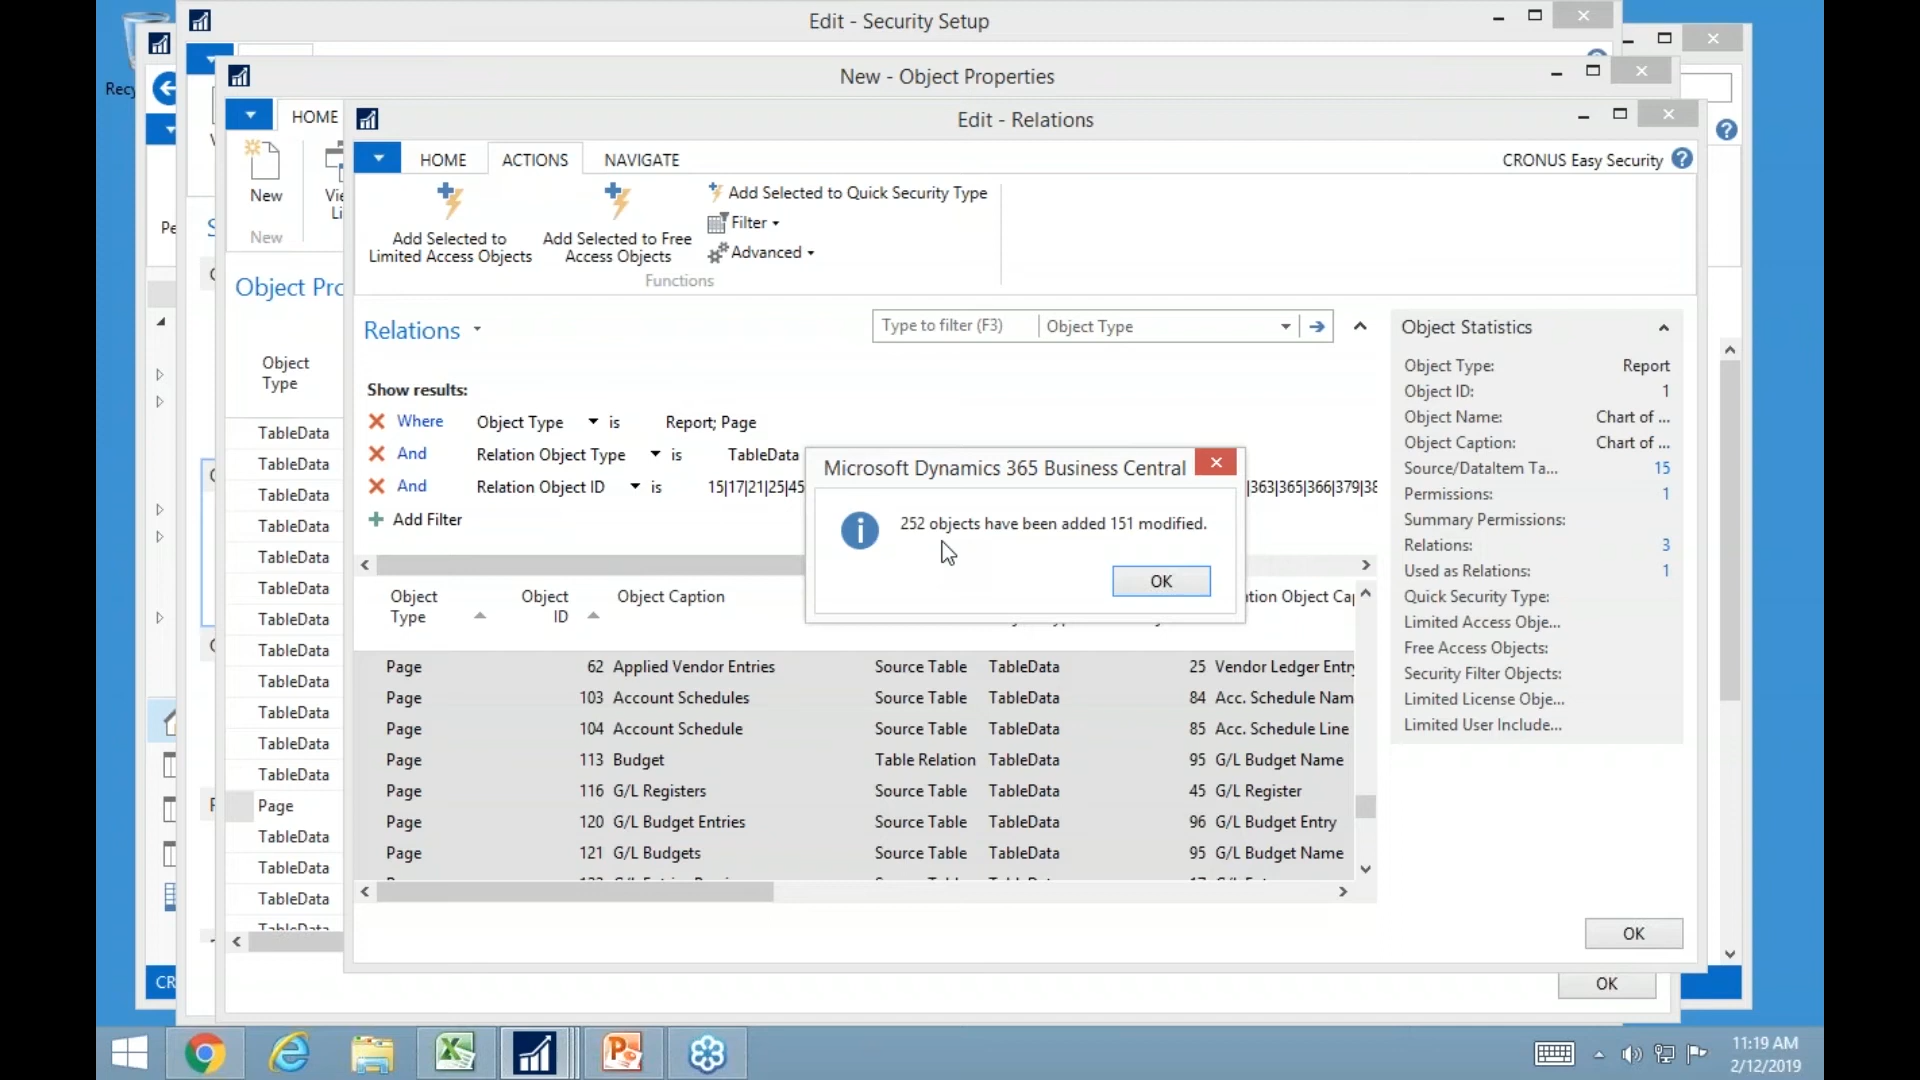 Edit - Security Setup
New - Object Properties
Edit - Relations
HOME
HOME
ACTIONS
NAVIGATE
CRONUS Easy Security
New
New
Add Selected to
Limited Access Objects
Add Selected to Free
Access Objects
Add Selected to Quick Security Type
Filter
Advanced
Functions
Relations
Type to filter (F3)
Object Type
Show results:
Where Object Type is Report; Page
And Relation Object Type is TableData
And Relation Object ID is 15|17|21|25|45 |363|365|366|379|38
Add Filter
Microsoft Dynamics 365 Business Central
252 objects have been added 151 modified.
OK
Object Statistics
Object Type: Report
Object ID: 1
Object Name: Chart of ...
Object Caption: Chart of ...
Source/DataItem Ta... 15
Permissions: 1
Summary Permissions:
Relations: 3
Used as Relations: 1
Quick Security Type:
Limited Access Obje...
Free Access Objects:
Security Filter Objects:
Limited License Obje...
Limited User Include...
Object
Type
Object
ID
Object Caption
Page 62 Applied Vendor Entries Source Table TableData 25 Vendor Ledger Entry
Page 103 Account Schedules Source Table TableData 84 Acc. Schedule Nam
Page 104 Account Schedule Source Table TableData 85 Acc. Schedule Line
Page 113 Budget Table Relation TableData 95 G/L Budget Name
Page 116 G/L Registers Source Table TableData 45 G/L Register
Page 120 G/L Budget Entries Source Table TableData 96 G/L Budget Entry
Page 121 G/L Budgets Source Table TableData 95 G/L Budget Name
OK
OK
Object
Type
TableData
TableData
TableData
TableData
TableData
TableData
TableData
TableData
TableData
TableData
TableData
TableData
Page
TableData
TableData
TableData
11:19 AM
2/12/2019